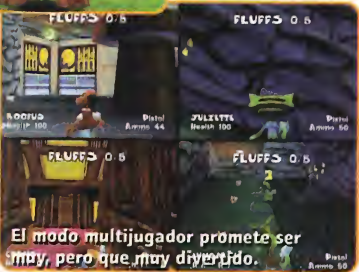 FLUFFS 0/5
FLUFFS 0/5
ROOFUS
Health 100
Pistol
Ammo 44
JULIETTE
Health 100
Pistol
Ammo 50
FLUFFS 0/5
FLUFFS 0/5
Pistol
Ammo 50
El modo multijugador promete ser
muy, pero que muy divertido.